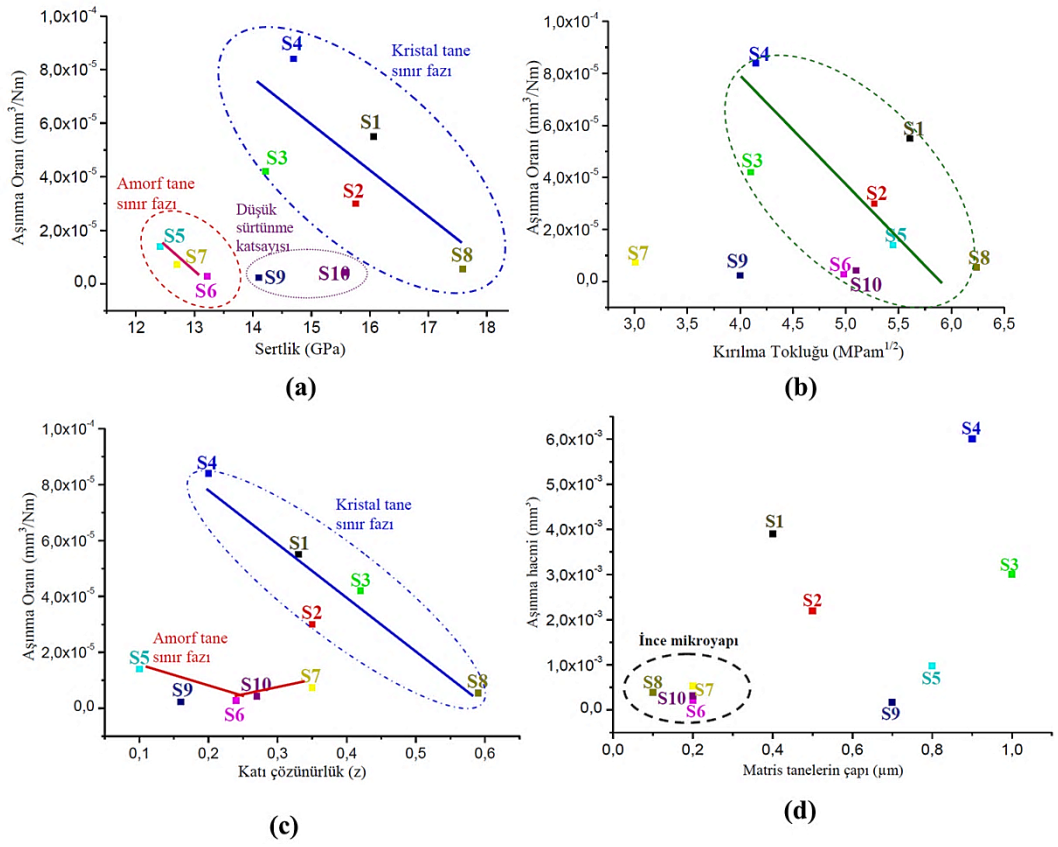 1,0x10⁻⁴
8,0x10⁻⁵
6,0x10⁻⁵
4,0x10⁻⁵
2,0x10⁻⁵
0,0
Aşınma Oranı (mm³/Nm)
S4
Kristal tane
sınır fazı
S1
S3
S2
Amorf tane
sınır fazı
Düşük
sürtünme
katsayısı
S5
S7
S6
S9
S10
S8
12 13 14 15 16 17 18
Sertlik (GPa)
(a)
1,0x10⁻⁴
8,0x10⁻⁵
6,0x10⁻⁵
4,0x10⁻⁵
2,0x10⁻⁵
0,0
Aşınma Oranı (mm³/Nm)
S4
S1
S3
S2
S5
S7
S9
S6
S10
S8
3,0 4,0 5,0 5,5 6,0 6,5
Kırılma Tokluğu (MPam¹/²)
(b)
1,0x10⁻⁴
8,0x10⁻⁵
6,0x10⁻⁵
4,0x10⁻⁵
2,0x10⁻⁵
0,0
Aşınma Oranı (mm³/Nm)
S4
Kristal tane
sınır fazı
S1
S3
S2
Amorf tane
sınır fazı
S5
S9
S10
S7
S6
S8
0,1 0,2 0,3 0,4 0,5 0,6
Katı çözünürlük (z)
(c)
6,0x10⁻³
5,0x10⁻³
4,0x10⁻³
3,0x10⁻³
2,0x10⁻³
1,0x10⁻³
0,0
Aşınma hacmi (mm³)
S4
S1
S3
S2
İnce mikroyapı
S8
S7
S10
S6
S5
S9
0,0 0,2 0,4 0,6 0,8 1,0
Matris tanelerin çapı (µm)
(d)